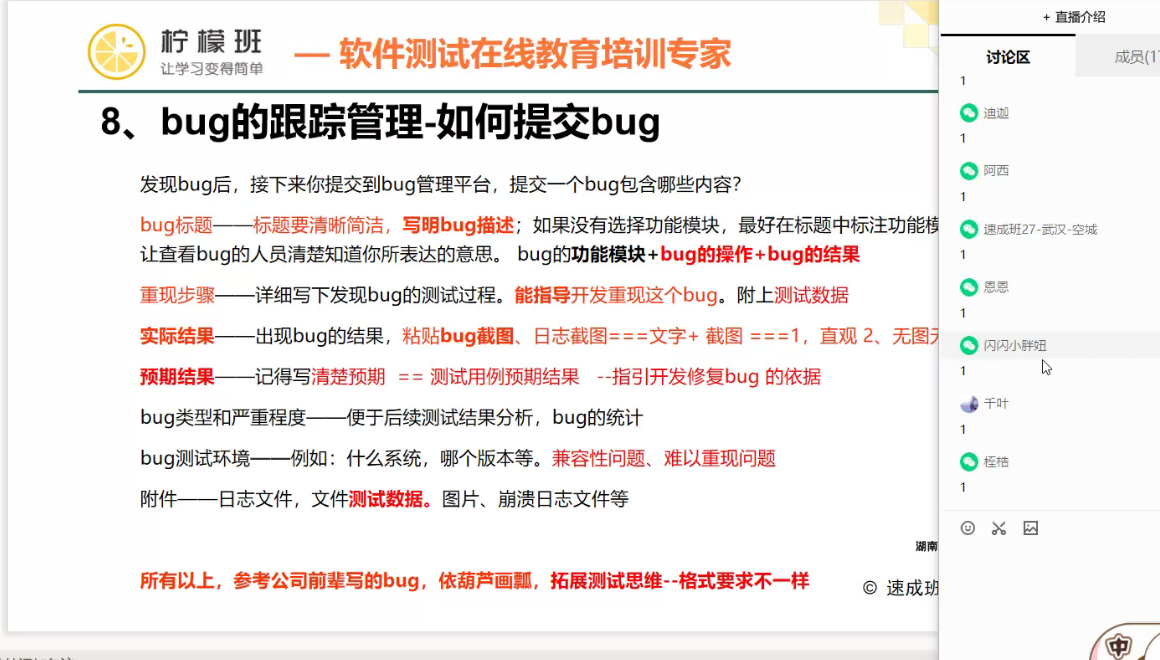 柠檬班
让学习变得简单
— 软件测试在线教育培训专家
8、bug的跟踪管理-如何提交bug
发现bug后，接下来你提交到bug管理平台，提交一个bug包含哪些内容？
bug标题——标题要清晰简洁，写明bug描述；如果没有选择功能模块，最好在标题中标注功能模
让查看bug的人员清楚知道你所表达的意思。 bug的功能模块+bug的操作+bug的结果
重现步骤——详细写下发现bug的测试过程。能指导开发重现这个bug。附上测试数据
实际结果——出现bug的结果，粘贴bug截图、日志截图===文字+ 截图 ===1，直观 2、无图
预期结果——记得写清楚预期 == 测试用例预期结果 --指引开发修复bug 的依据
bug类型和严重程度——便于后续测试结果分析，bug的统计
bug测试环境——例如：什么系统，哪个版本等。兼容性问题、难以重现问题
附件——日志文件，文件测试数据。图片、崩溃日志文件等
湖南
所有以上，参考公司前辈写的bug，依葫芦画瓢，拓展测试思维--格式要求不一样
© 速成班
+ 直播介绍
讨论区
成员(1
1
迪迦
1
阿西
1
速成班27-武汉-空城
1
恩恩
1
闪闪小胖妞
1
千叶
1
桎梏
1
中